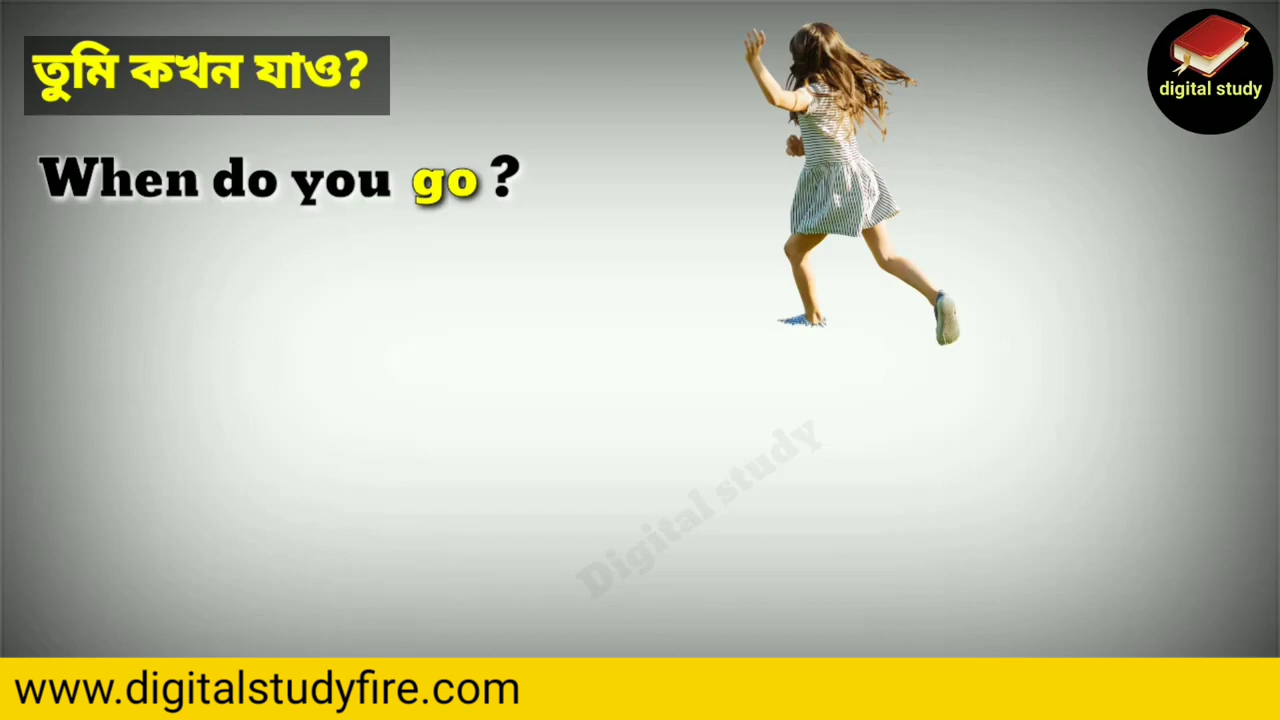 তুমি কখন যাও?
digital study
When do you go ?
Digital study
www.digitalstudyfire.com